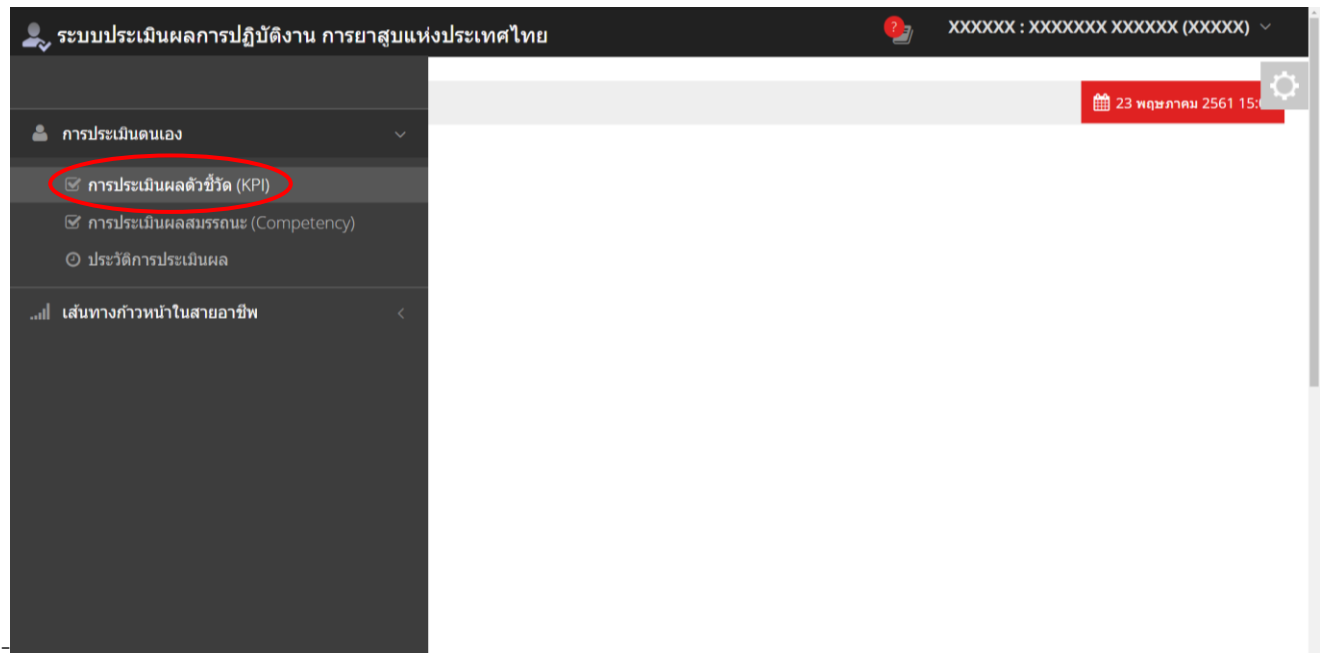 ระบบประเมินผลการปฏิบัติงาน การยาสูบแห่งประเทศไทย
?
XXXXXX : XXXXXXX XXXXXX (XXXXX)
23 พฤษภาคม 2561 15:
การประเมินตนเอง
การประเมินผลตัวชี้วัด (KPI)
การประเมินผลสมรรถนะ (Competency)
ประวัติการประเมินผล
เส้นทางก้าวหน้าในสายอาชีพ
-